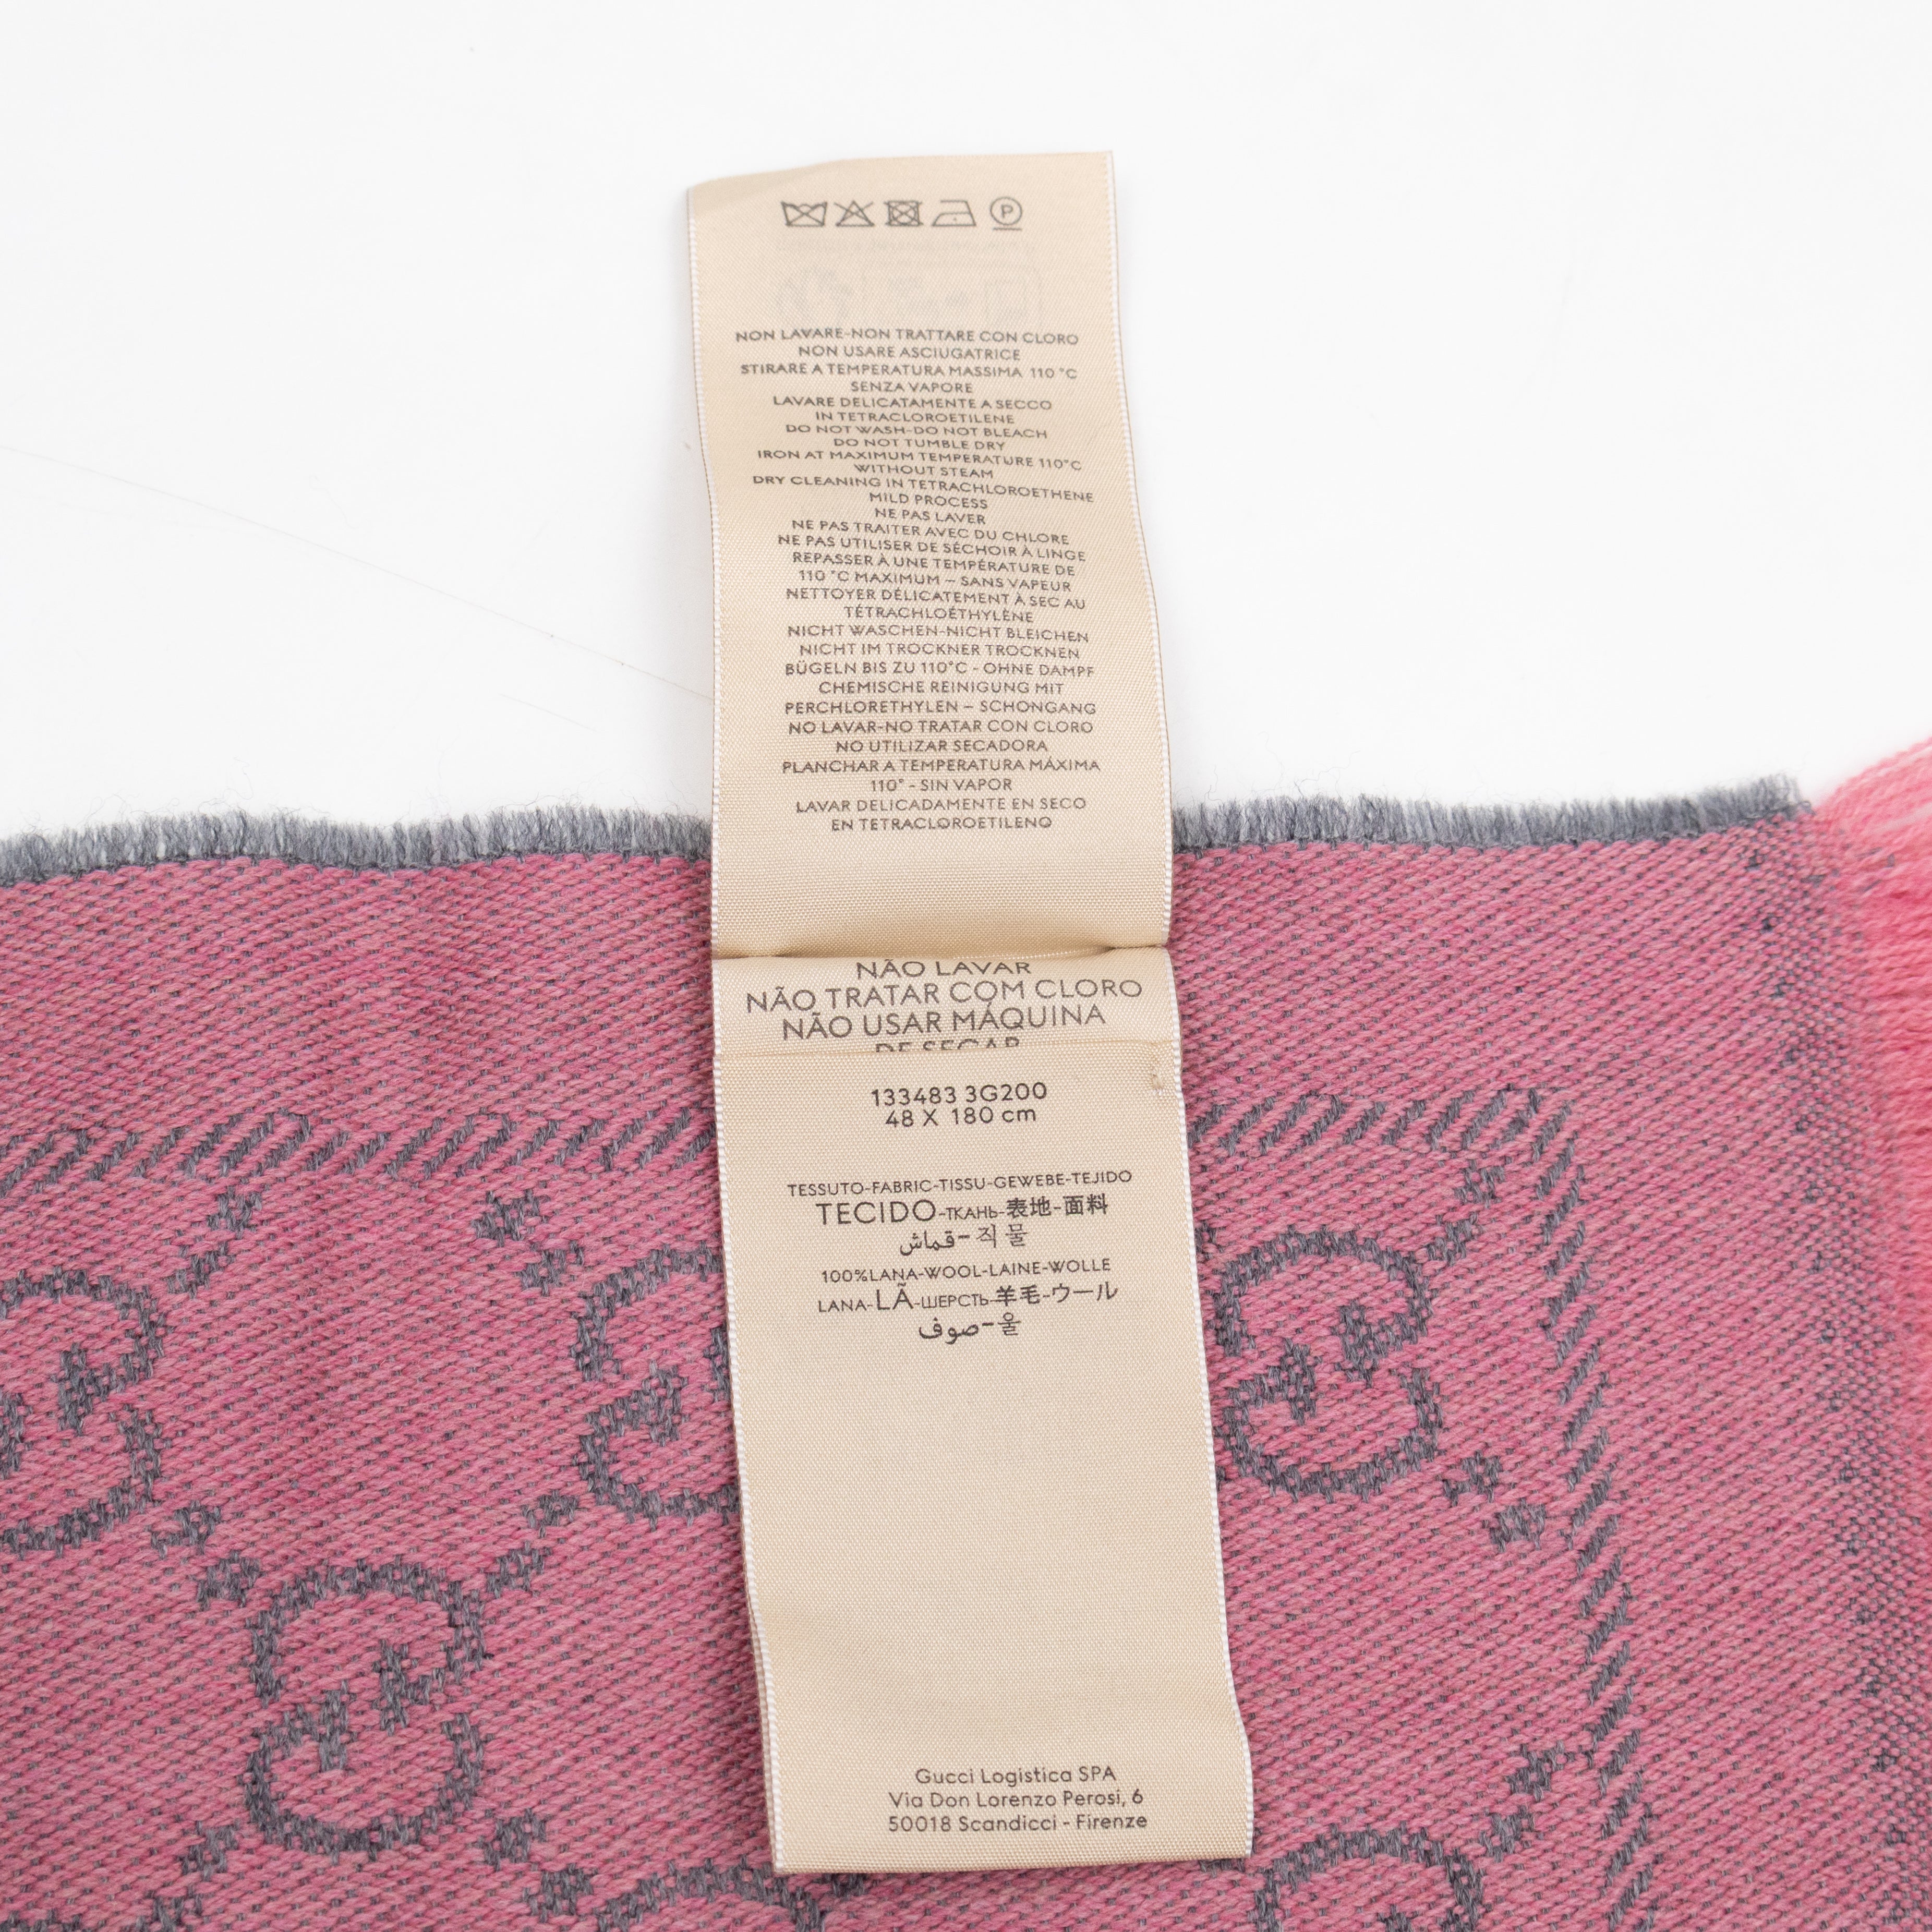 P
NON LAVARE-NON TRATTARE CON CLORO
NON USARE ASCIUGATRICE
STIRARE A TEMPERATURA MASSIMA 110 °C
SENZA VAPORE
LAVARE DELICATAMENTE A SECCO
IN TETRACLOROETILENE
DO NOT WASH-DO NOT BLEACH
DO NOT TUMBLE DRY
IRON AT MAXIMUM TEMPERATURE 110°C
WITHOUT STEAM
DRY CLEANING IN TETRACHLOROETHENE
MILD PROCESS
NE PAS LAVER
NE PAS TRAITER AVEC DU CHLORE
NE PAS UTILISER DE SÉCHOIR À LINGE
REPASSER À UNE TEMPÉRATURE DE
110 °C MAXIMUM – SANS VAPEUR
NETTOYER DÉLICATEMENT À SEC AU
TÉTRACHLOÉTHYLÈNE
NICHT WASCHEN-NICHT BLEICHEN
NICHT IM TROCKNER TROCKNEN
BÜGELN BIS ZU 110°C - OHNE DAMPF
CHEMISCHE REINIGUNG MIT
PERCHLORETHYLEN – SCHONGANG
NO LAVAR-NO TRATAR CON CLORO
NO UTILIZAR SECADORA
PLANCHAR A TEMPERATURA MÁXIMA
110° - SIN VAPOR
LAVAR DELICADAMENTE EN SECO
EN TETRACLOROETILENO
NÃO LAVAR
NÃO TRATAR COM CLORO
NÃO USAR MÁQUINA
DE SECAR
133483 3G200
48 X 180 cm
TESSUTO-FABRIC-TISSU-GEWEBE-TEJIDO
TECIDO-ТКАНЬ-表地-面料
قماش-직물
100%LANA-WOOL-LAINE-WOLLE
LANA-LÃ-ШЕРСТЬ-羊毛-ウール
صوف-울
Gucci Logistica SPA
Via Don Lorenzo Perosi, 6
50018 Scandicci - Firenze